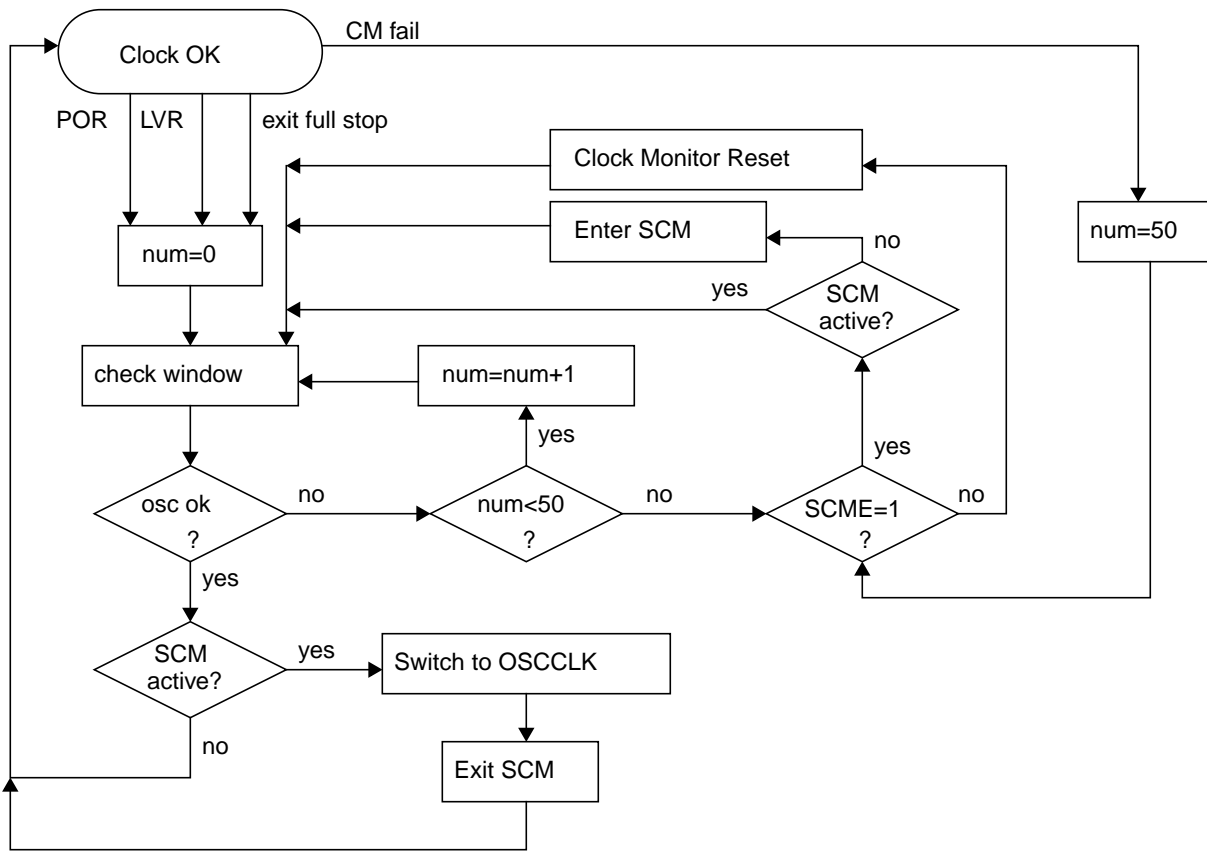 CM fail
Clock OK
POR
LVR
exit full stop
Clock Monitor Reset
Enter SCM
num=50
no
num=0
yes
SCM
active?
check window
num=num+1
yes
yes
osc ok
?
no
num<50
?
no
SCME=1
?
no
yes
SCM
active?
yes
Switch to OSCCLK
no
Exit SCM